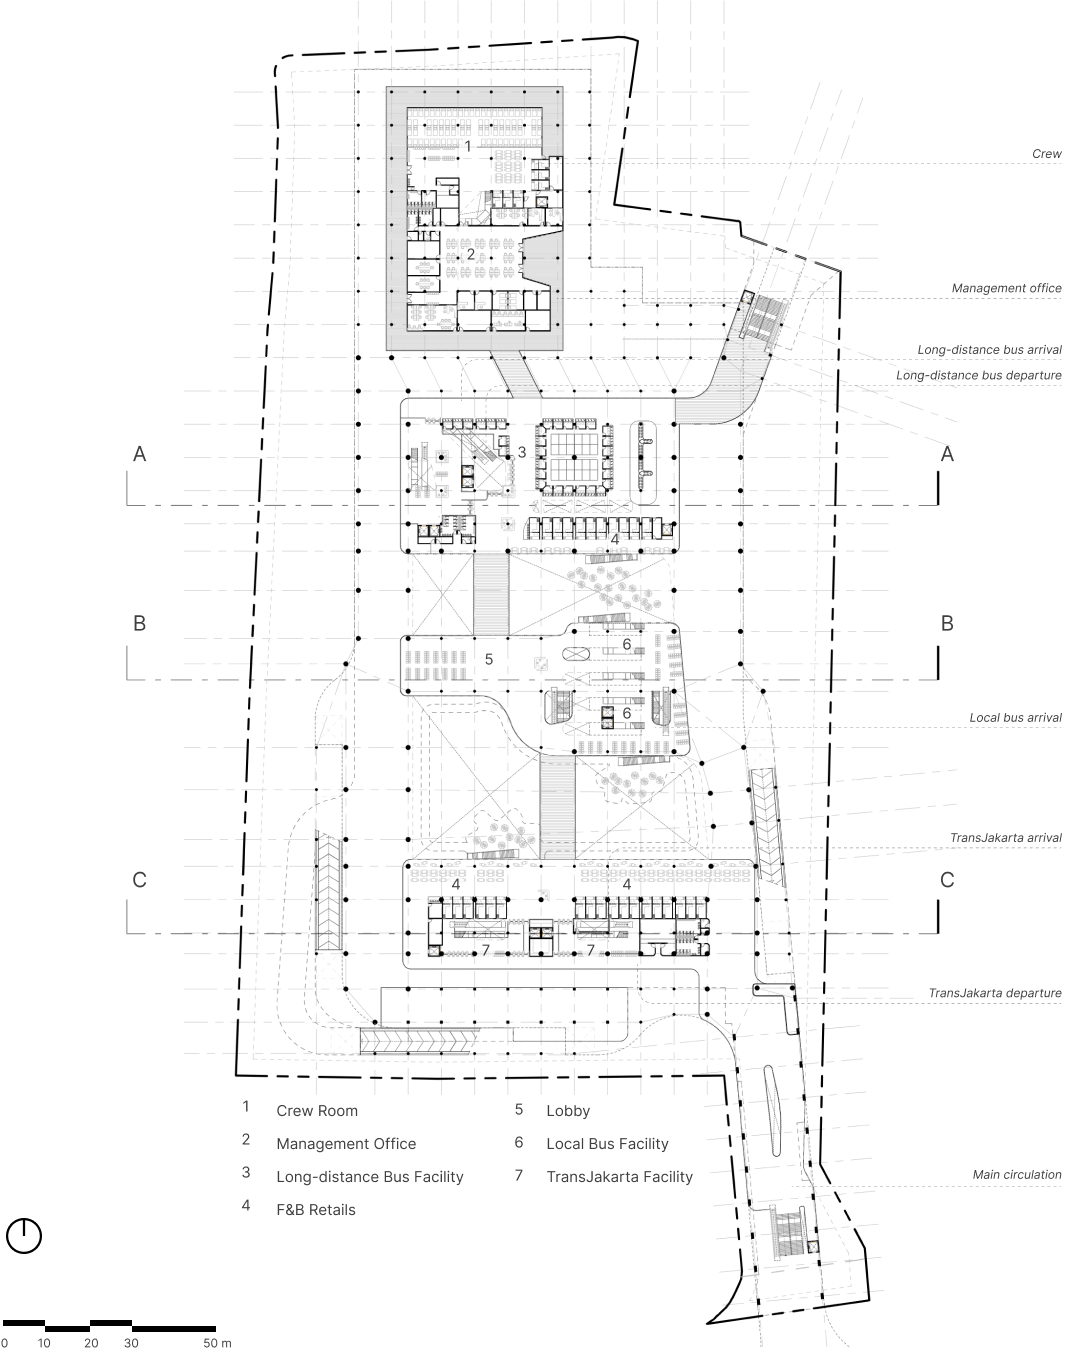 1
Crew
2
Management office
Long-distance bus arrival
Long-distance bus departure
A
3
A
4
B
B
6
5
6
Local bus arrival
TransJakarta arrival
C
4
4
C
7
7
TransJakarta departure
1 Crew Room
2 Management Office
3 Long-distance Bus Facility
4 F&B Retails
5 Lobby
6 Local Bus Facility
7 TransJakarta Facility
Main circulation
0 10 20 30 50 m